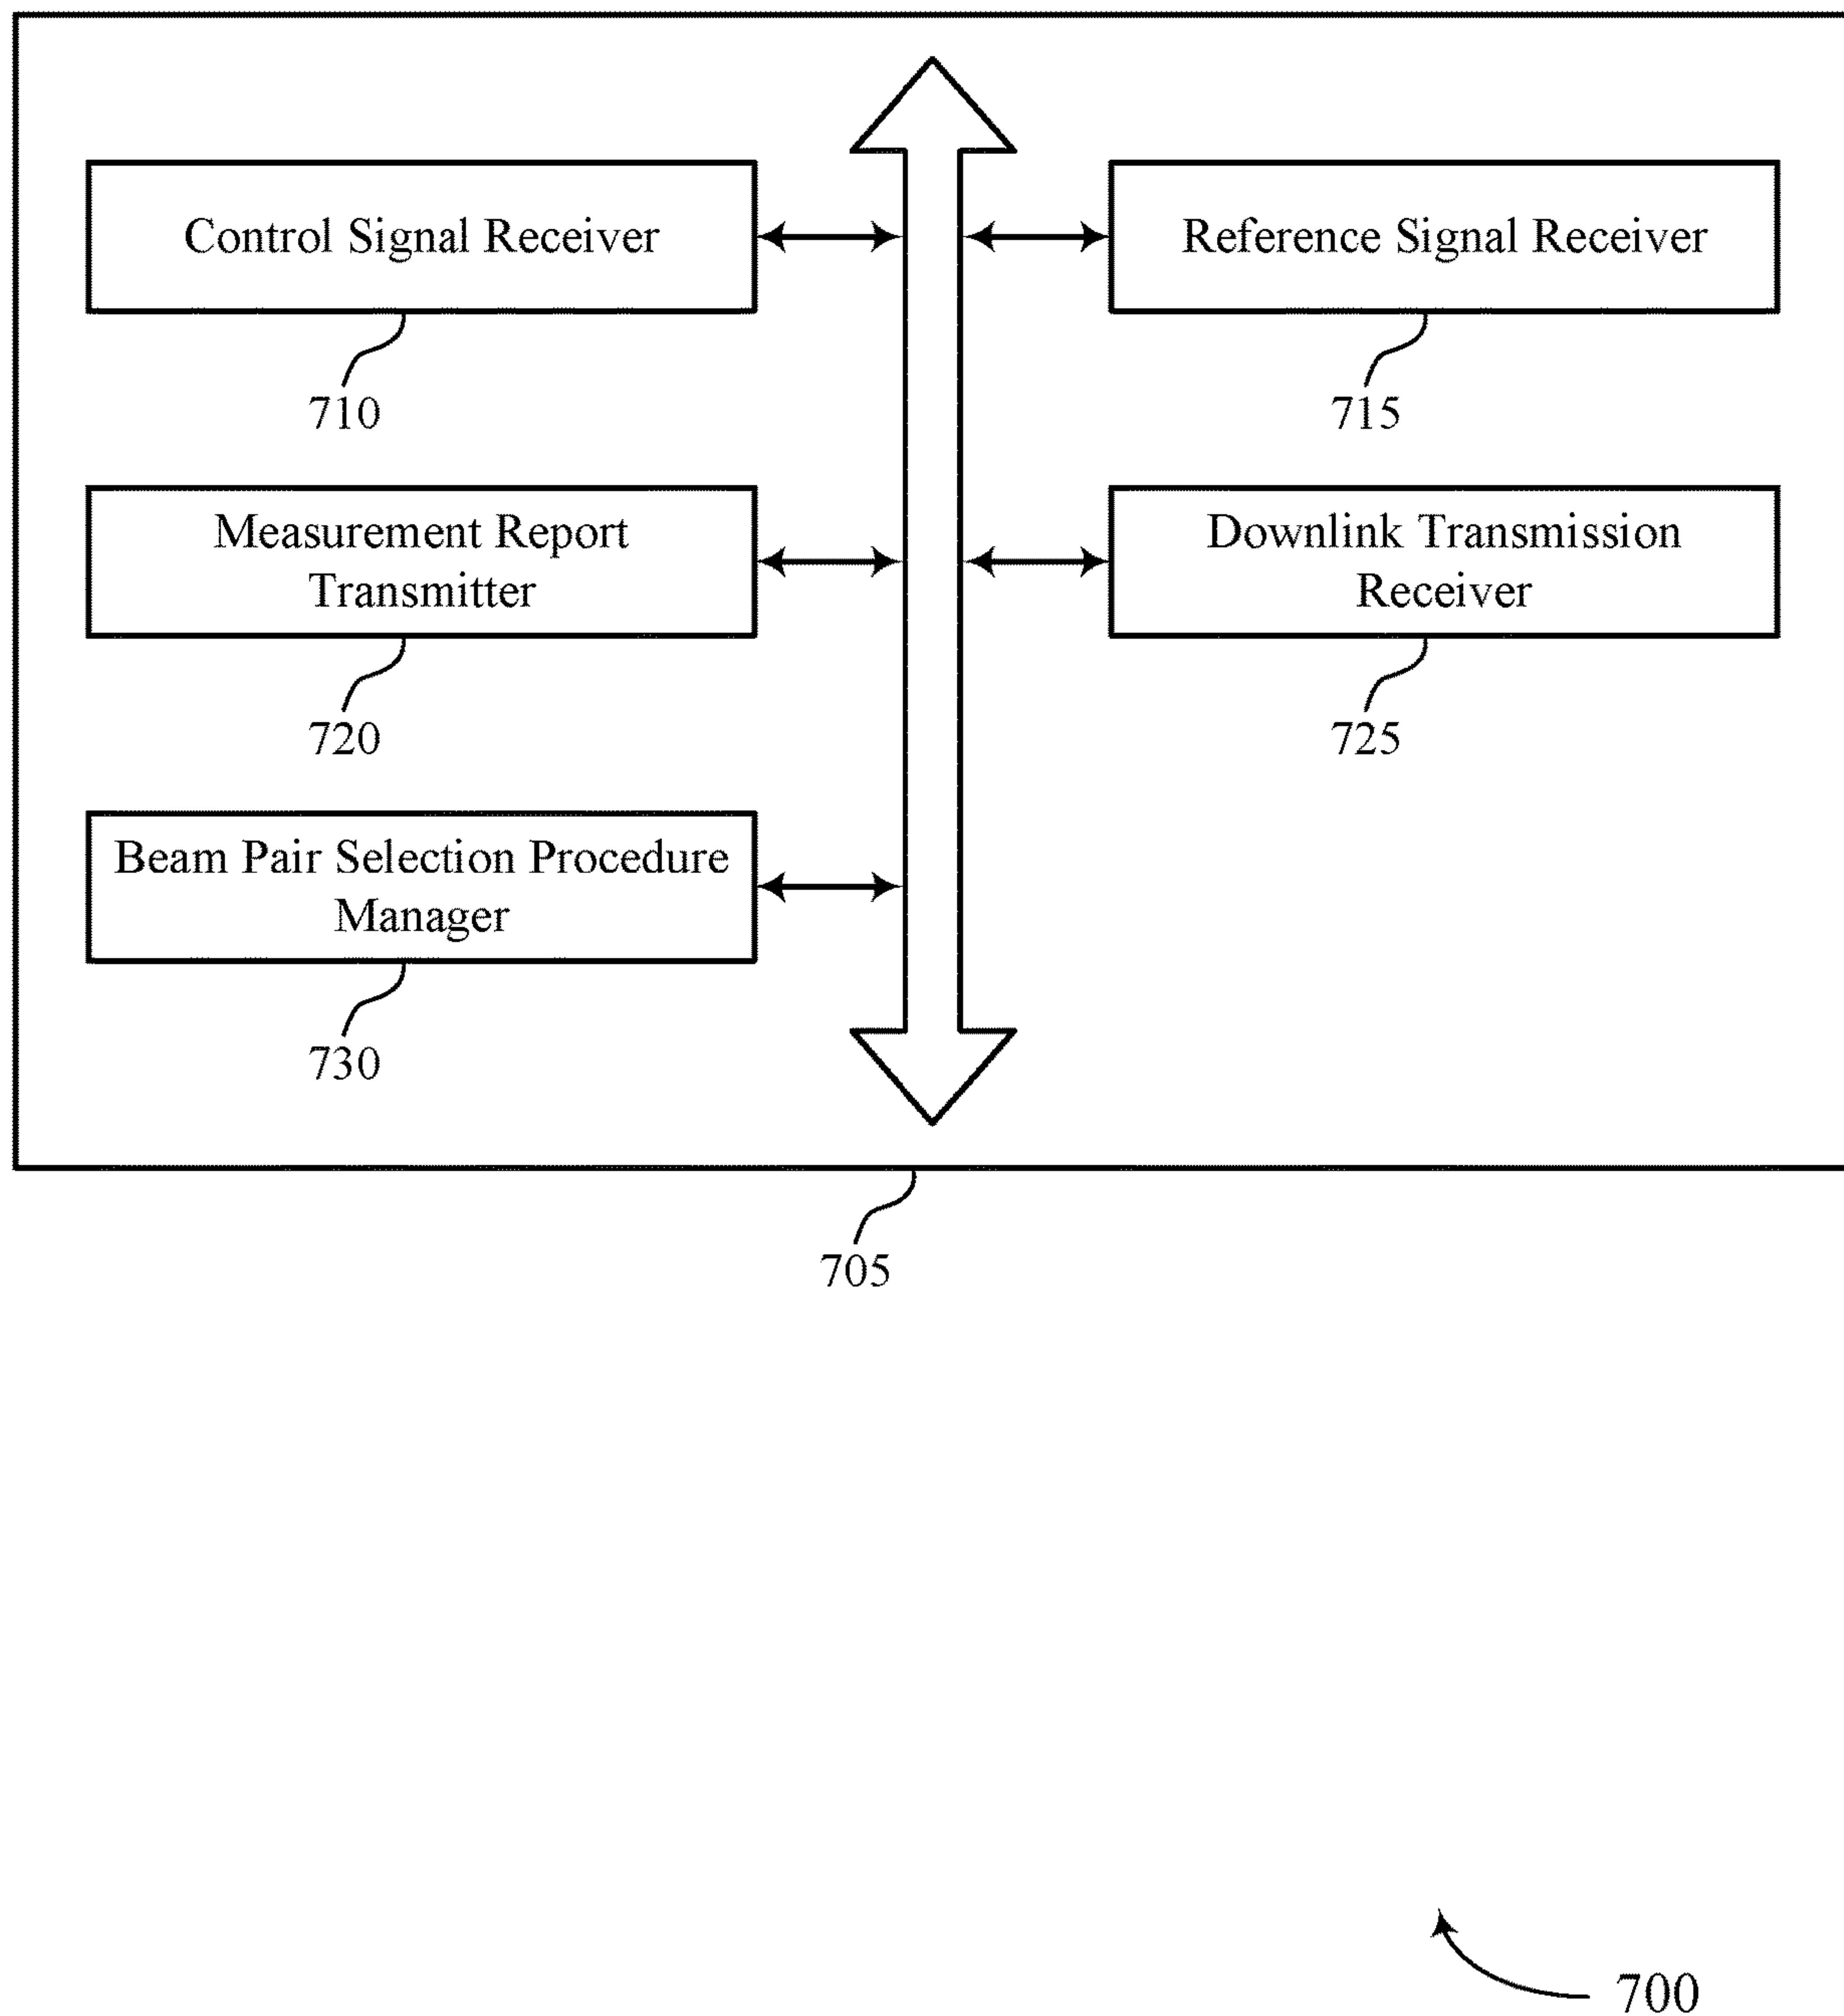 Control Signal Receiver
Reference Signal Receiver
710
715
Measurement Report
Transmitter
Downlink Transmission
Receiver
720
725
Beam Pair Selection Procedure
Manager
730
705
700